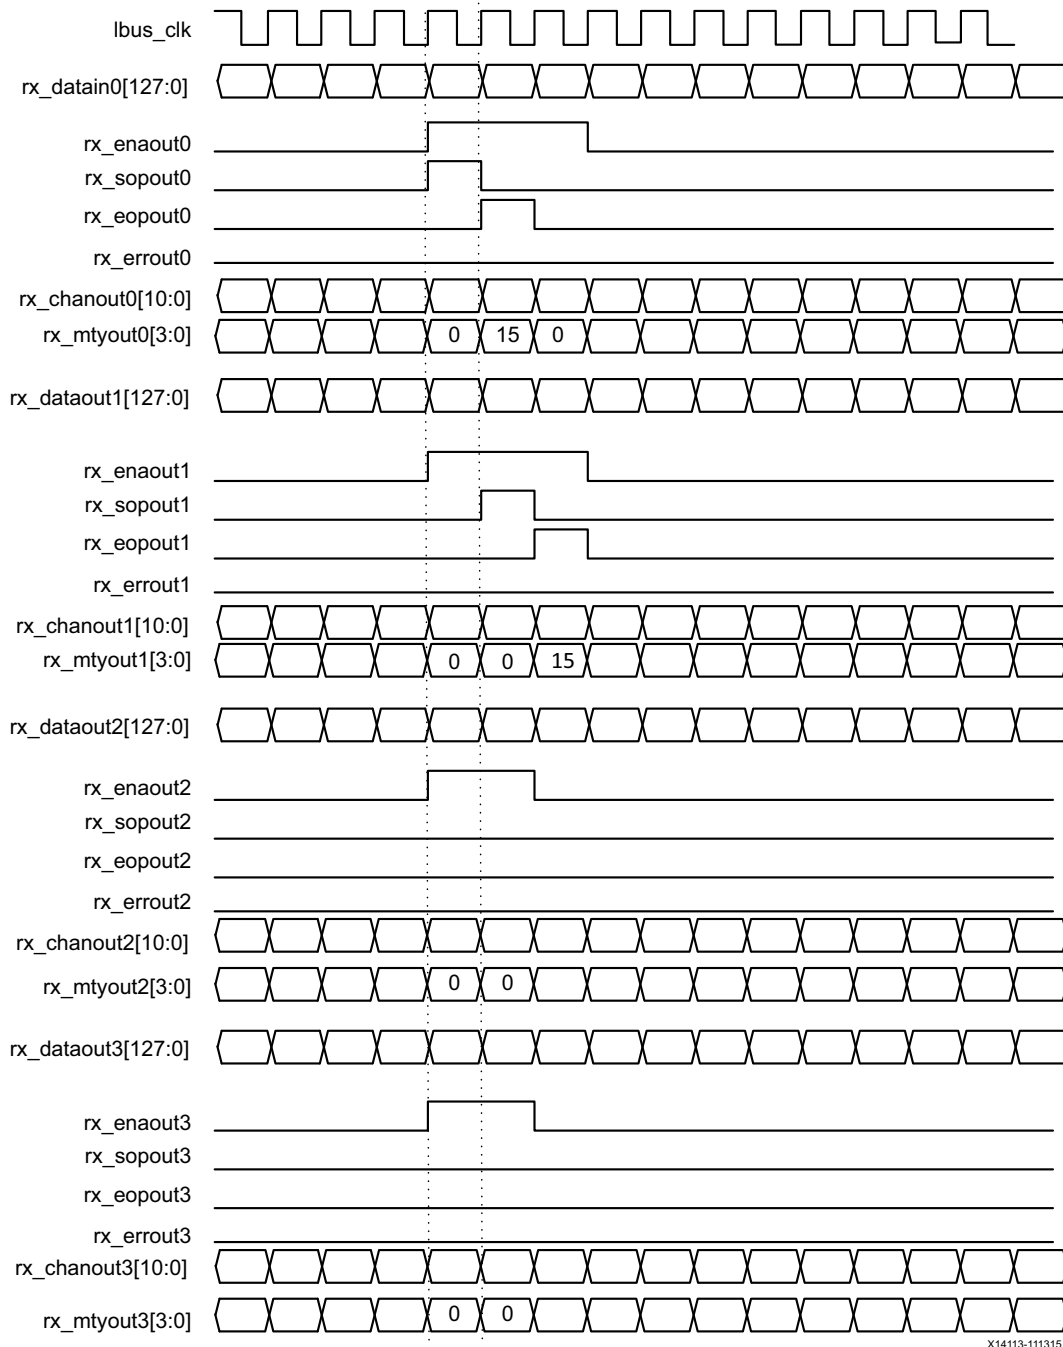 lbus_clk
rx_datain0[127:0]
rx_enaout0
rx_sopout0
rx_eopout0
rx_errout0
rx_chanout0[10:0]
rx_mtyout0[3:0] 0 15 0
rx_dataout1[127:0]
rx_enaout1
rx_sopout1
rx_eopout1
rx_errout1
rx_chanout1[10:0]
rx_mtyout1[3:0] 0 0 15
rx_dataout2[127:0]
rx_enaout2
rx_sopout2
rx_eopout2
rx_errout2
rx_chanout2[10:0]
rx_mtyout2[3:0] 0 0
rx_dataout3[127:0]
rx_enaout3
rx_sopout3
rx_eopout3
rx_errout3
rx_chanout3[10:0]
rx_mtyout3[3:0] 0 0
X14113-111315